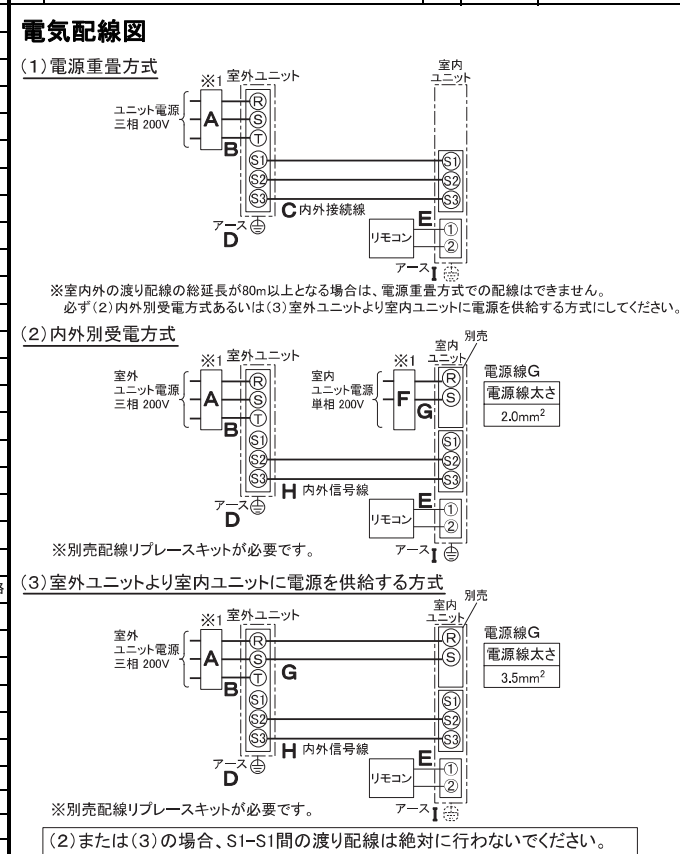 電気配線図
(1)電源重畳方式
※1 室外ユニット
室内
ユニット
ユニット電源
三相 200V
A
B
R
S
T
S1
S2
S3
S1
S2
S3
C 内外接続線
アース
D
リモコン
E
①
②
アース I
※室内外の渡り配線の総延長が80m以上となる場合は、電源重畳方式での配線はできません。
必ず(2)内外別受電方式あるいは(3)室外ユニットより室内ユニットに電源を供給する方式にしてください。
(2)内外別受電方式
※1 室外ユニット
室外
ユニット電源
三相 200V
A
B
R
S
T
S1
S2
S3
※1
室内
ユニット電源
単相 200V
F
G
室内
ユニット
別売
R
S
S1
S2
S3
電源線G
電源線太さ
2.0mm²
H 内外信号線
アース
D
リモコン
E
①
②
アース I
※別売配線リプレースキットが必要です。
(3)室外ユニットより室内ユニットに電源を供給する方式
※1 室外ユニット
室外
ユニット電源
三相 200V
A
B
R
S
T
S1
S2
S3
G
室内
ユニット
別売
R
S
S1
S2
S3
電源線G
電源線太さ
3.5mm²
H 内外信号線
アース
D
リモコン
E
①
②
アース I
※別売配線リプレースキットが必要です。
(2)または(3)の場合、S1-S1間の渡り配線は絶対に行わないでください。